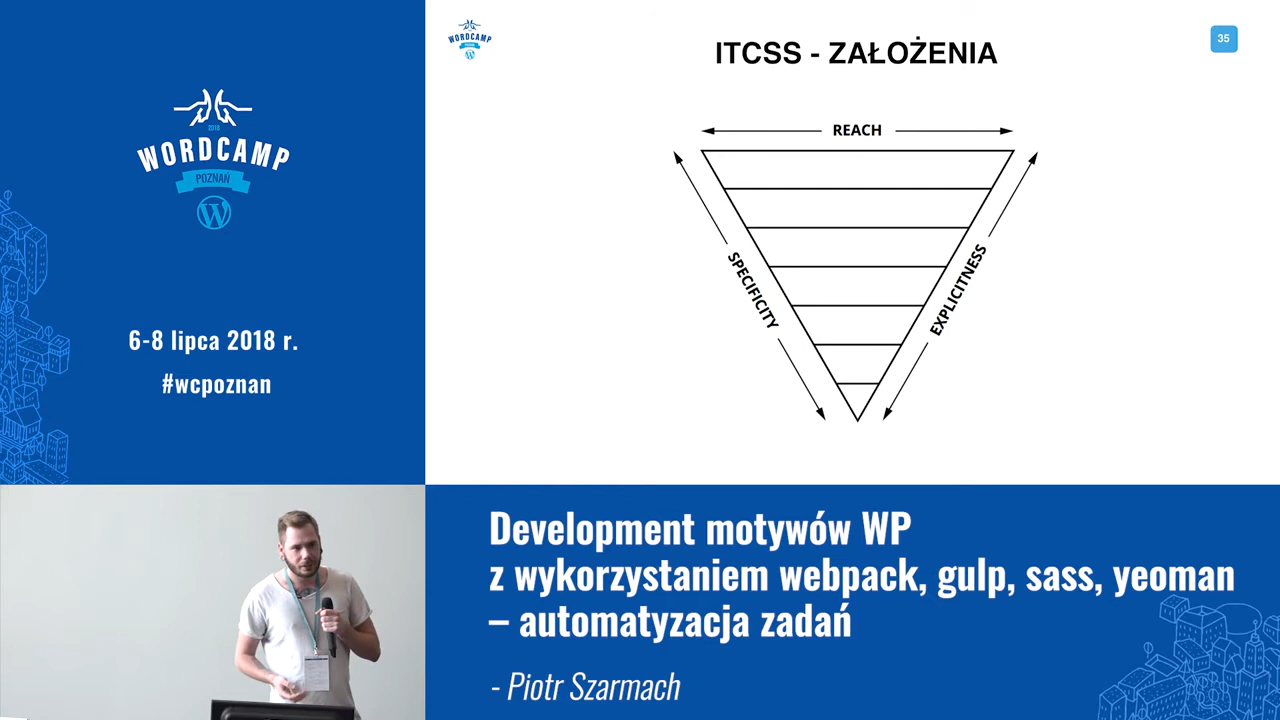 2018
WORDCAMP
POZNAŃ
6-8 lipca 2018 r.
#wcpoznan
WORDCAMP
35
ITCSS - ZAŁOŻENIA
REACH
SPECIFICITY
EXPLICITNESS
Development motywów WP
z wykorzystaniem webpack, gulp, sass, yeoman
– automatyzacja zadań
- Piotr Szarmach